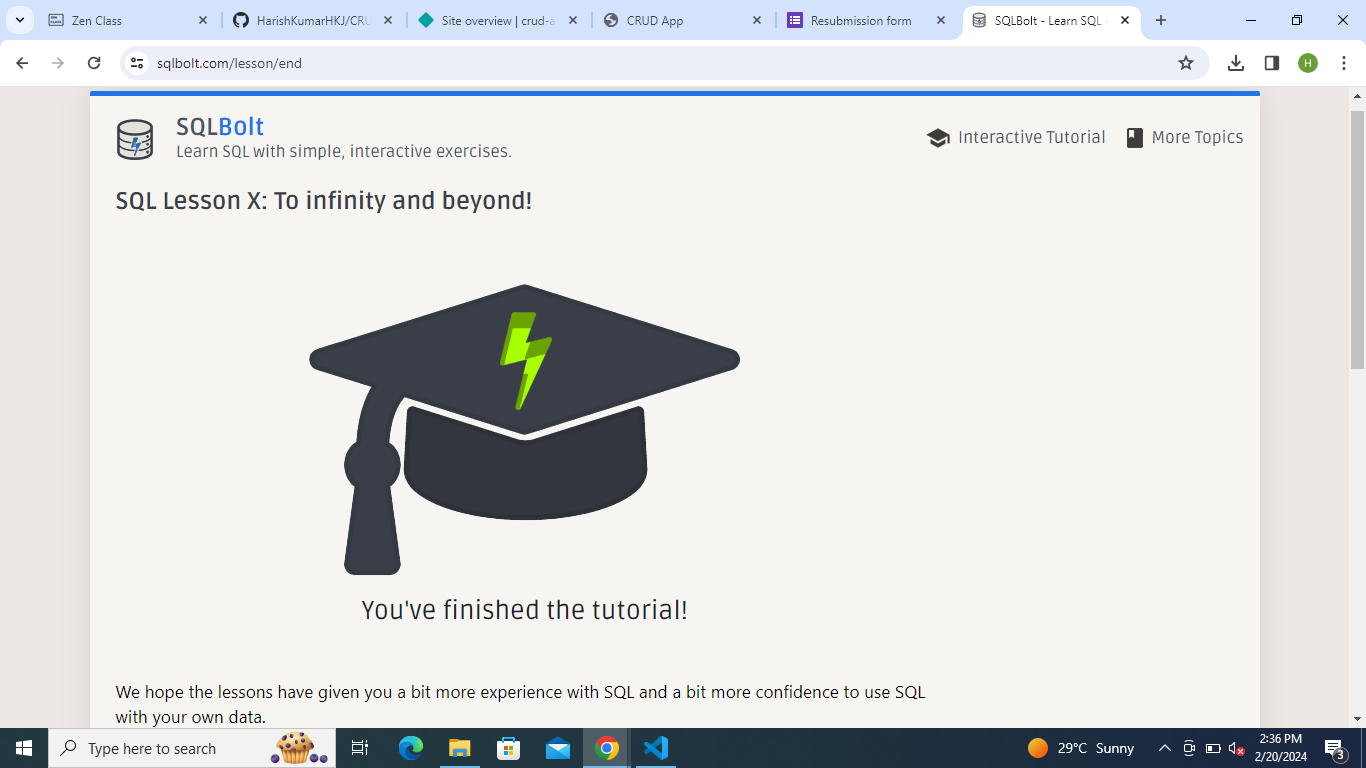 Zen Class
HarishKumarHKJ/CRU
Site overview | crud-a
CRUD App
Resubmission form
SQLBolt - Learn SQL
sqlbolt.com/lesson/end
H
SQLBolt
Learn SQL with simple, interactive exercises.
Interactive Tutorial
More Topics
SQL Lesson X: To infinity and beyond!
You've finished the tutorial!
We hope the lessons have given you a bit more experience with SQL and a bit more confidence to use SQL
with your own data.
Type here to search
29°C Sunny
2:36 PM
2/20/2024
3